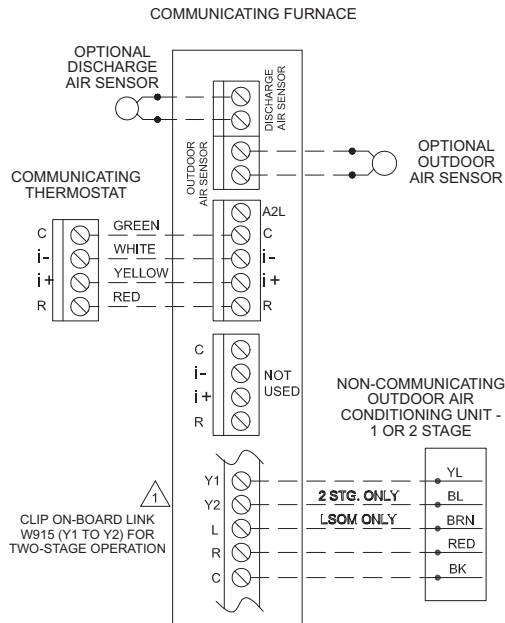 COMMUNICATING FURNACE
OPTIONAL
DISCHARGE
AIR SENSOR
DISCHARGE
AIR SENSOR
OUTDOOR
AIR SENSOR
OPTIONAL
OUTDOOR
AIR SENSOR
COMMUNICATING
THERMOSTAT
A2L
C GREEN C
i- WHITE i-
i+ YELLOW i+
R RED R
C
i-
i+
R
NOT
USED
NON-COMMUNICATING
OUTDOOR AIR
CONDITIONING UNIT -
1 OR 2 STAGE
1
CLIP ON-BOARD LINK
W915 (Y1 TO Y2) FOR
TWO-STAGE OPERATION
Y1 YL
Y2 2 STG. ONLY BL
L LSOM ONLY BRN
R RED
C BK